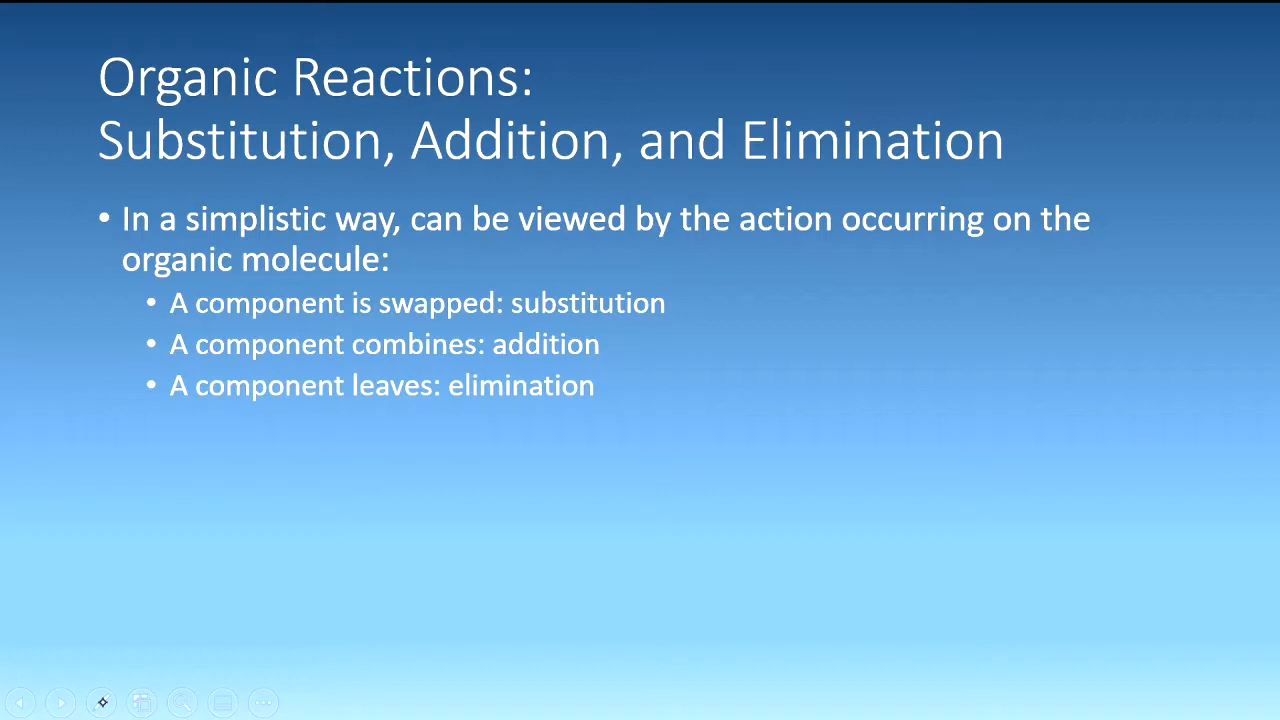 Organic Reactions:
Substitution, Addition, and Elimination
• In a simplistic way, can be viewed by the action occurring on the
organic molecule:
• A component is swapped: substitution
• A component combines: addition
• A component leaves: elimination